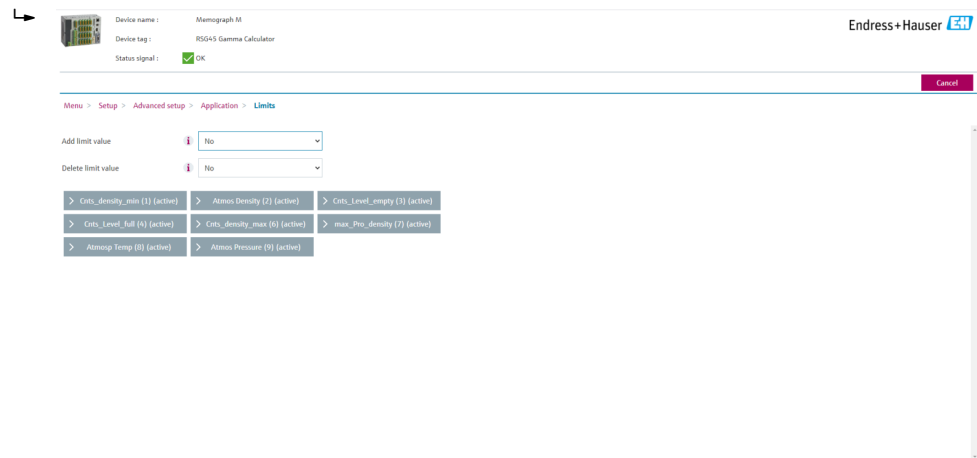 Device name : Memograph M
Endress+Hauser EH
Device tag : RSG45 Gamma Calculator
Status signal : OK
Cancel
Menu > Setup > Advanced setup > Application > Limits
Add limit value i No
Delete limit value i No
> Cnts_density_min (1) (active) > Atmos Density (2) (active) > Cnts_Level_empty (3) (active)
> Cnts_Level_full (4) (active) > Cnts_density_max (6) (active) > max_Pro_density (7) (active)
> Atmosp Temp (8) (active) > Atmos Pressure (9) (active)